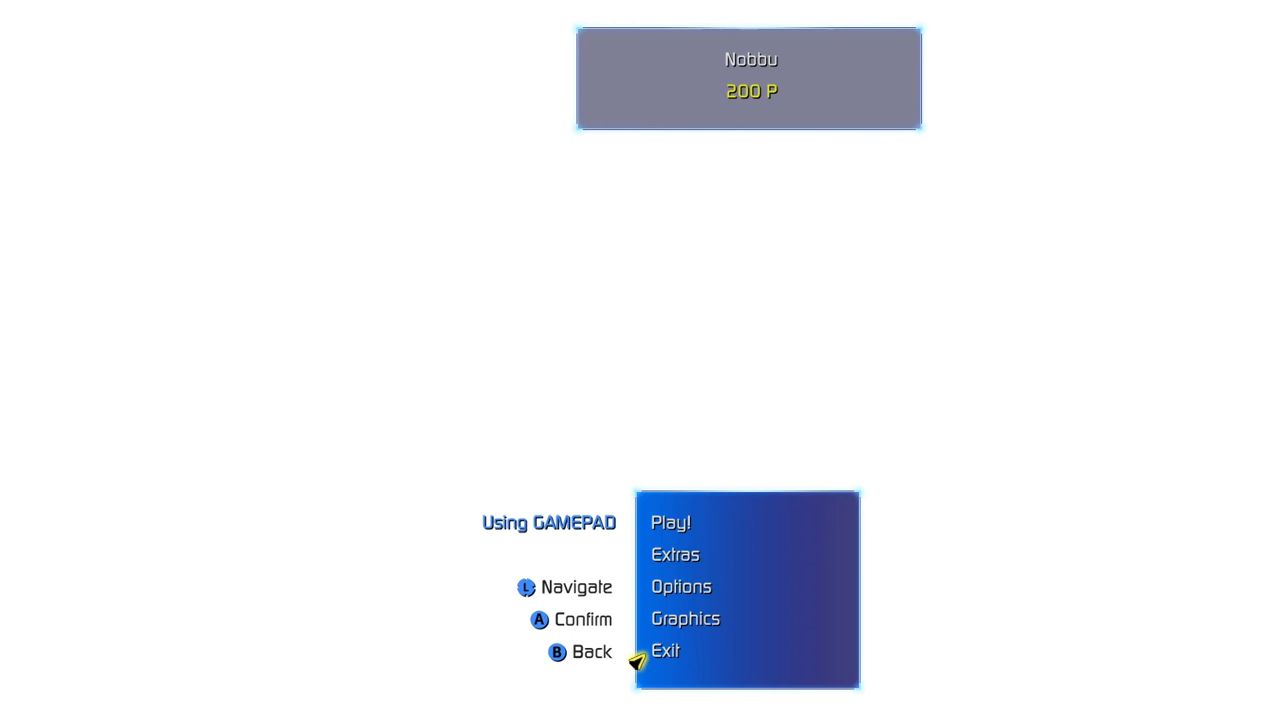 Nobbu
200 P
Using GAMEPAD
L Navigate
A Confirm
B Back
Play!
Extras
Options
Graphics
Exit